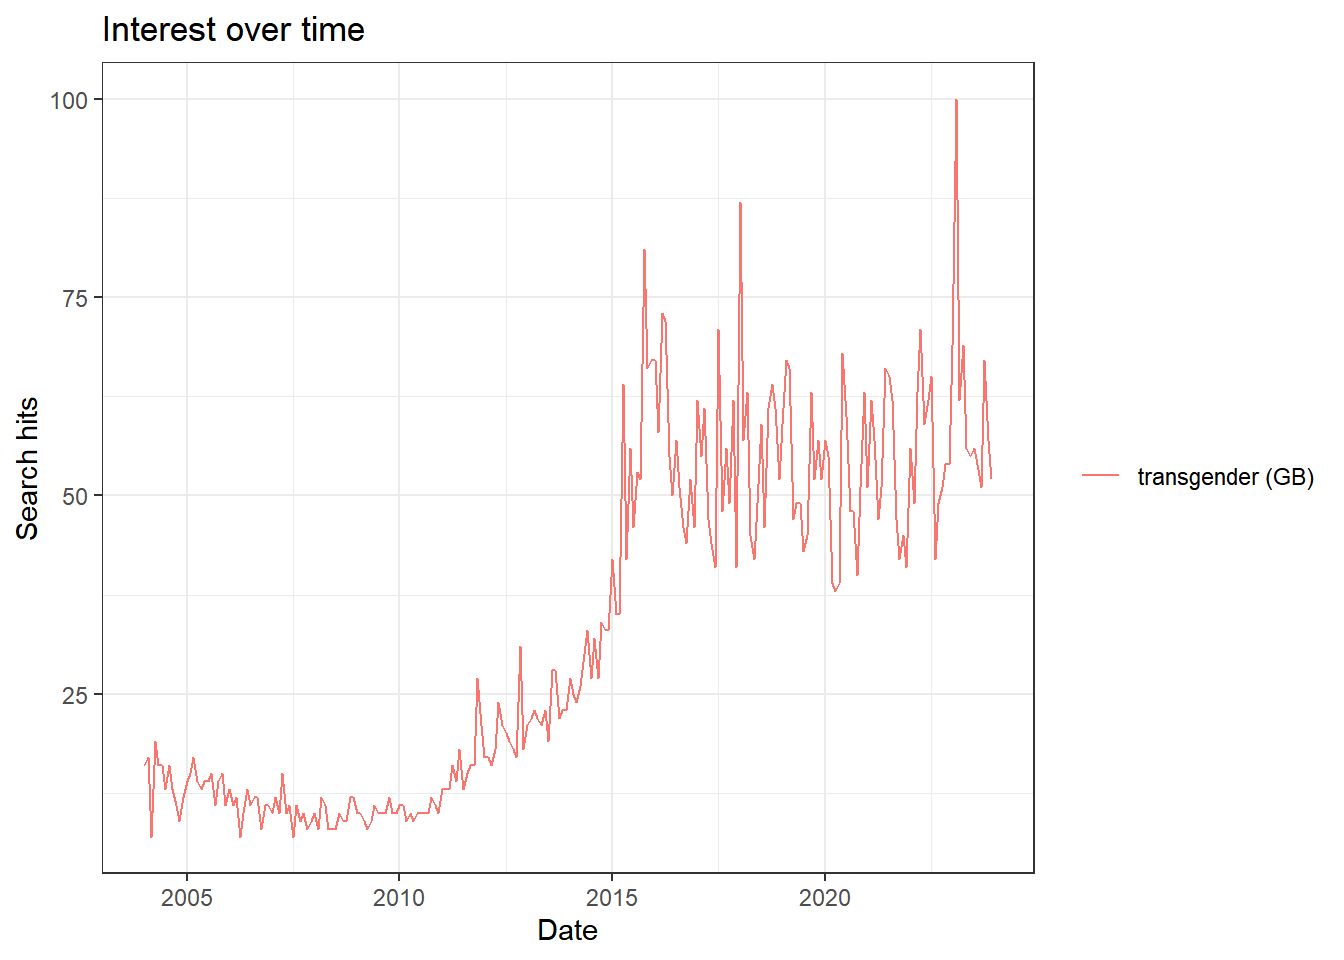 Interest over time
100
75
50
25
Search hits
2005 2010 2015 2020
Date
transgender (GB)